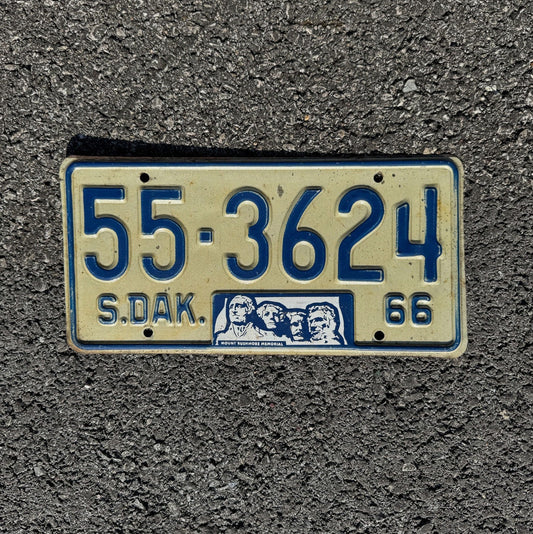 55-3624
S.DAK. 66
MOUNT RUSHMORE MEMORIAL